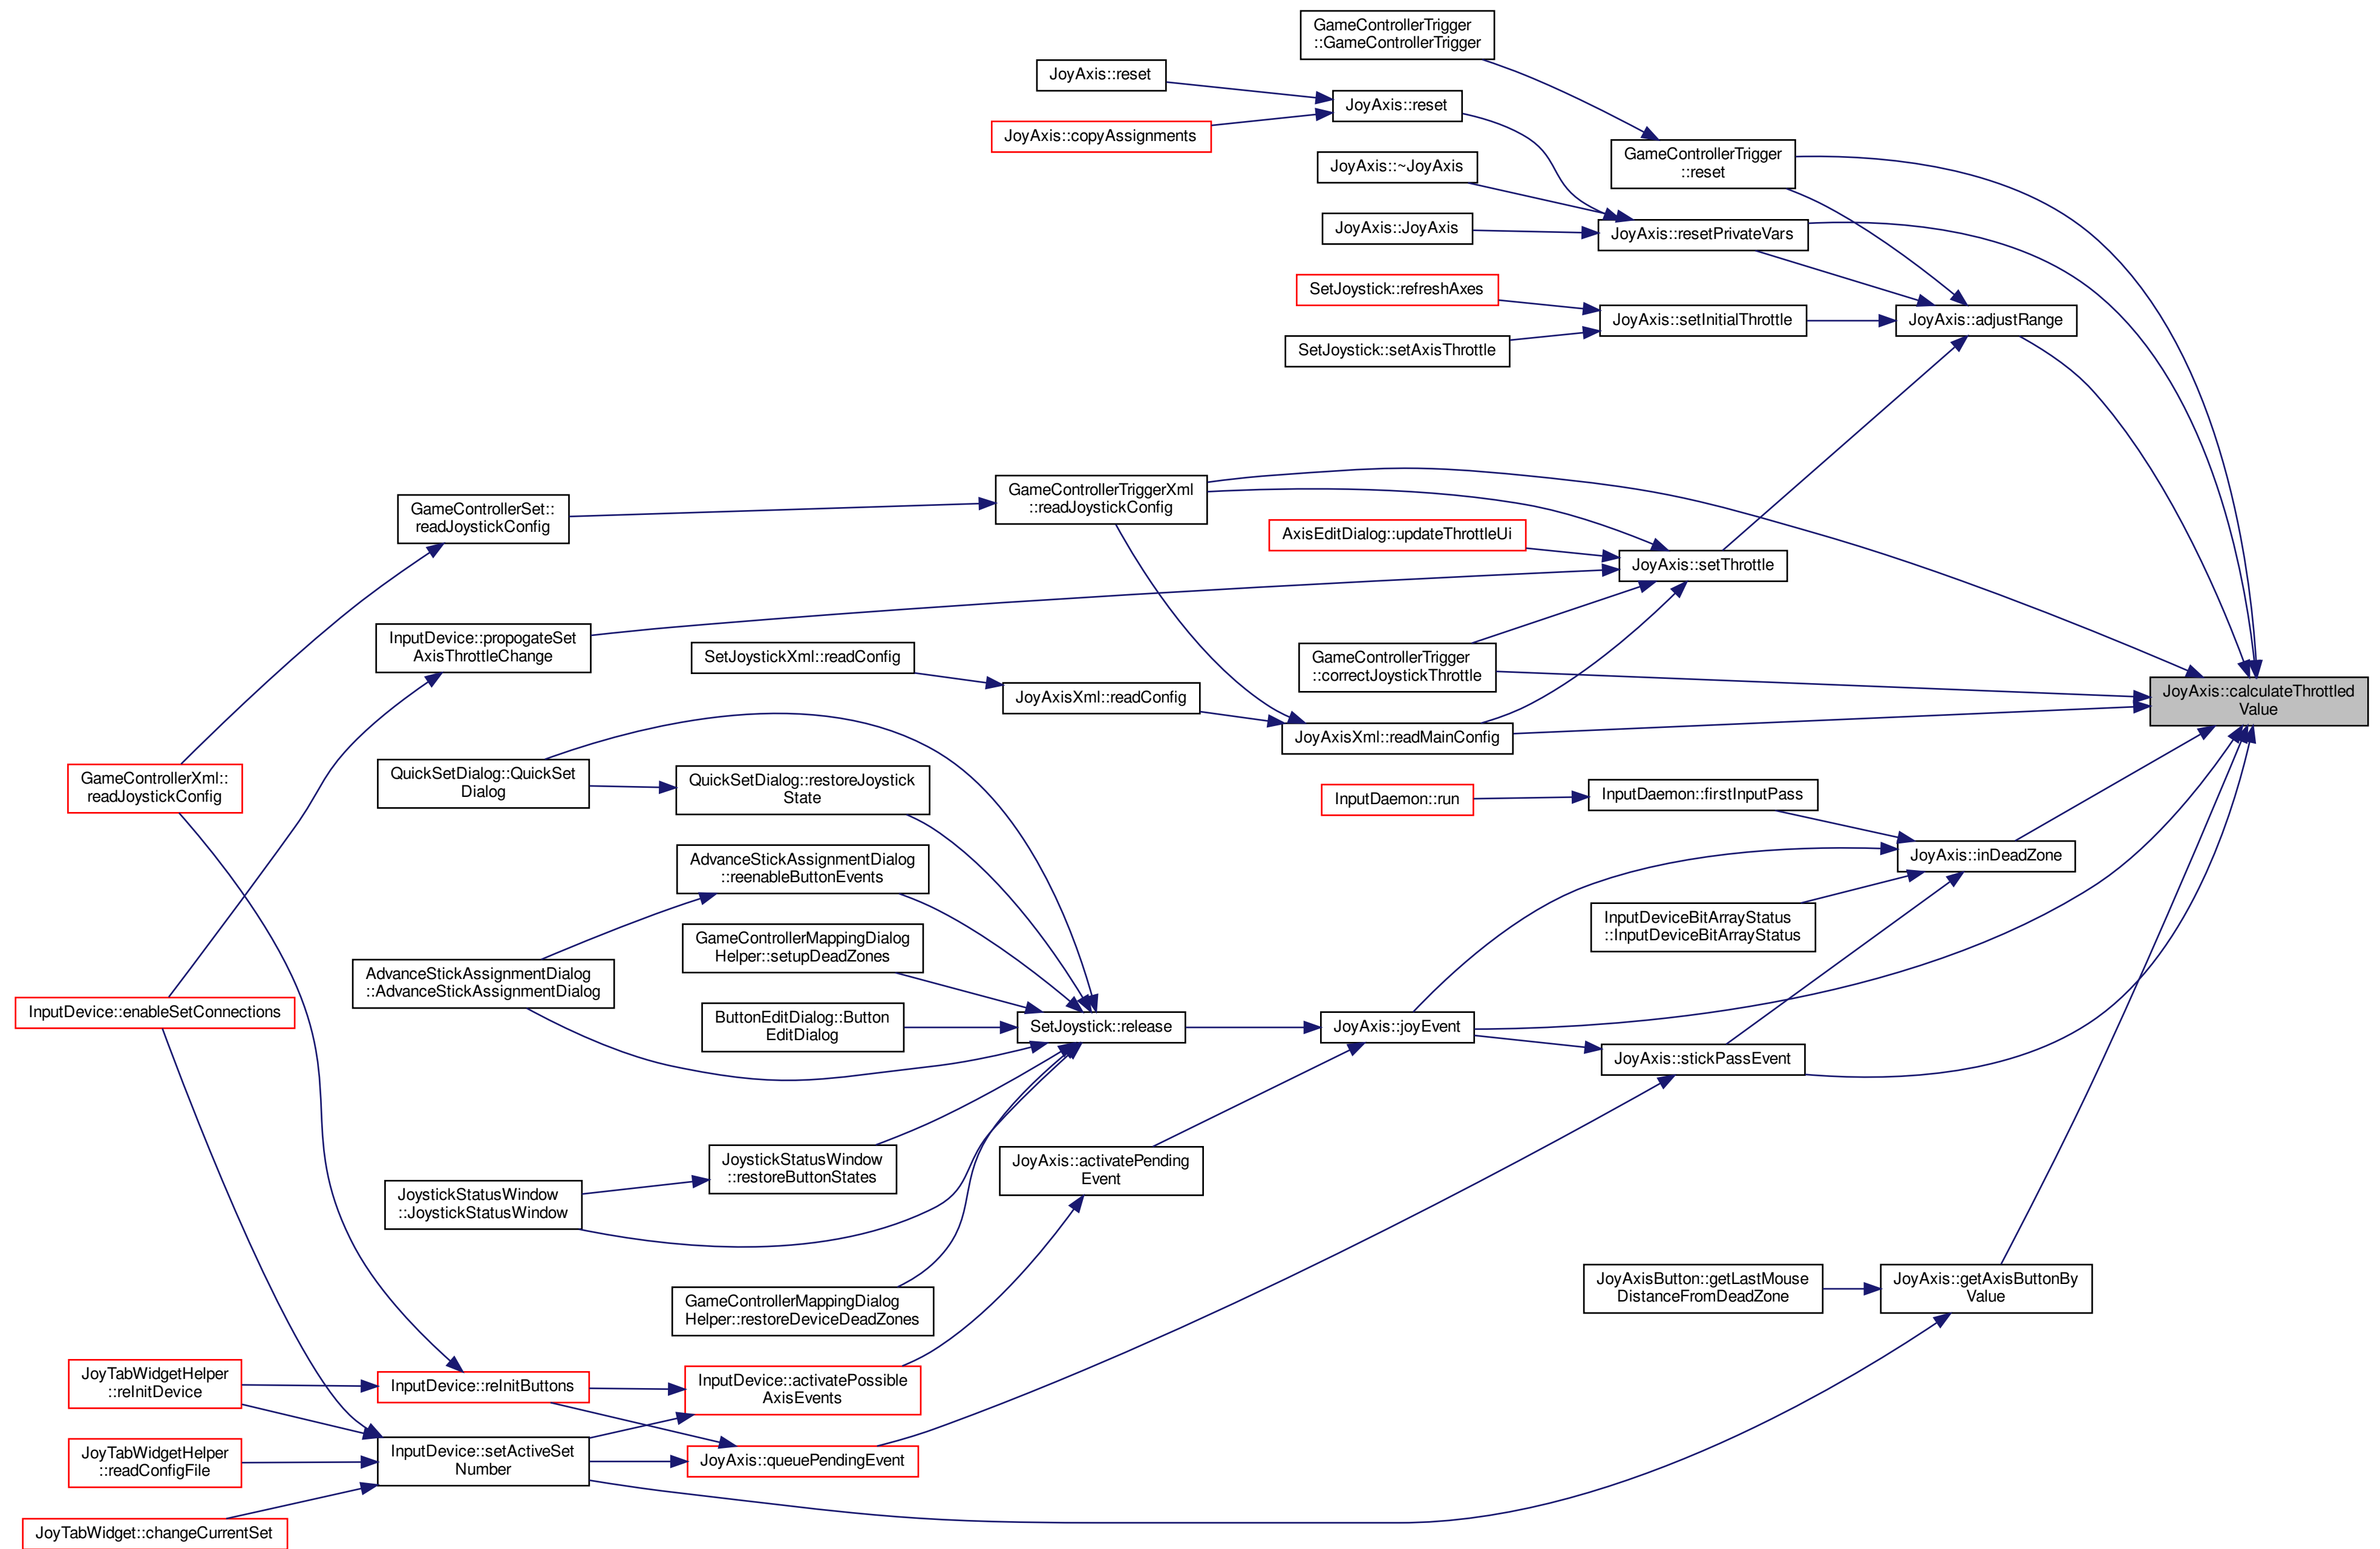 GameControllerTrigger
::GameControllerTrigger
JoyAxis::reset
JoyAxis::reset
JoyAxis::copyAssignments
GameControllerTrigger
::reset
JoyAxis::~JoyAxis
JoyAxis::JoyAxis
JoyAxis::resetPrivateVars
SetJoystick::refreshAxes
JoyAxis::setInitialThrottle
JoyAxis::adjustRange
SetJoystick::setAxisThrottle
GameControllerTriggerXml
::readJoystickConfig
GameControllerSet::
readJoystickConfig
AxisEditDialog::updateThrottleUi
JoyAxis::setThrottle
InputDevice::propogateSet
AxisThrottleChange
SetJoystickXml::readConfig
GameControllerTrigger
::correctJoystickThrottle
JoyAxisXml::readConfig
JoyAxis::calculateThrottled
Value
JoyAxisXml::readMainConfig
GameControllerXml::
readJoystickConfig
QuickSetDialog::QuickSet
Dialog
QuickSetDialog::restoreJoystick
State
InputDaemon::run
InputDaemon::firstInputPass
AdvanceStickAssignmentDialog
::reenableButtonEvents
JoyAxis::inDeadZone
InputDeviceBitArrayStatus
::InputDeviceBitArrayStatus
GameControllerMappingDialog
Helper::setupDeadZones
AdvanceStickAssignmentDialog
::AdvanceStickAssignmentDialog
InputDevice::enableSetConnections
ButtonEditDialog::Button
EditDialog
SetJoystick::release
JoyAxis::joyEvent
JoyAxis::stickPassEvent
JoystickStatusWindow
::restoreButtonStates
JoyAxis::activatePending
Event
JoystickStatusWindow
::JoystickStatusWindow
GameControllerMappingDialog
Helper::restoreDeviceDeadZones
JoyAxisButton::getLastMouse
DistanceFromDeadZone
JoyAxis::getAxisButtonBy
Value
JoyTabWidgetHelper
::reInitDevice
InputDevice::reInitButtons
InputDevice::activatePossible
AxisEvents
JoyTabWidgetHelper
::readConfigFile
InputDevice::setActiveSet
Number
JoyAxis::queuePendingEvent
JoyTabWidget::changeCurrentSet